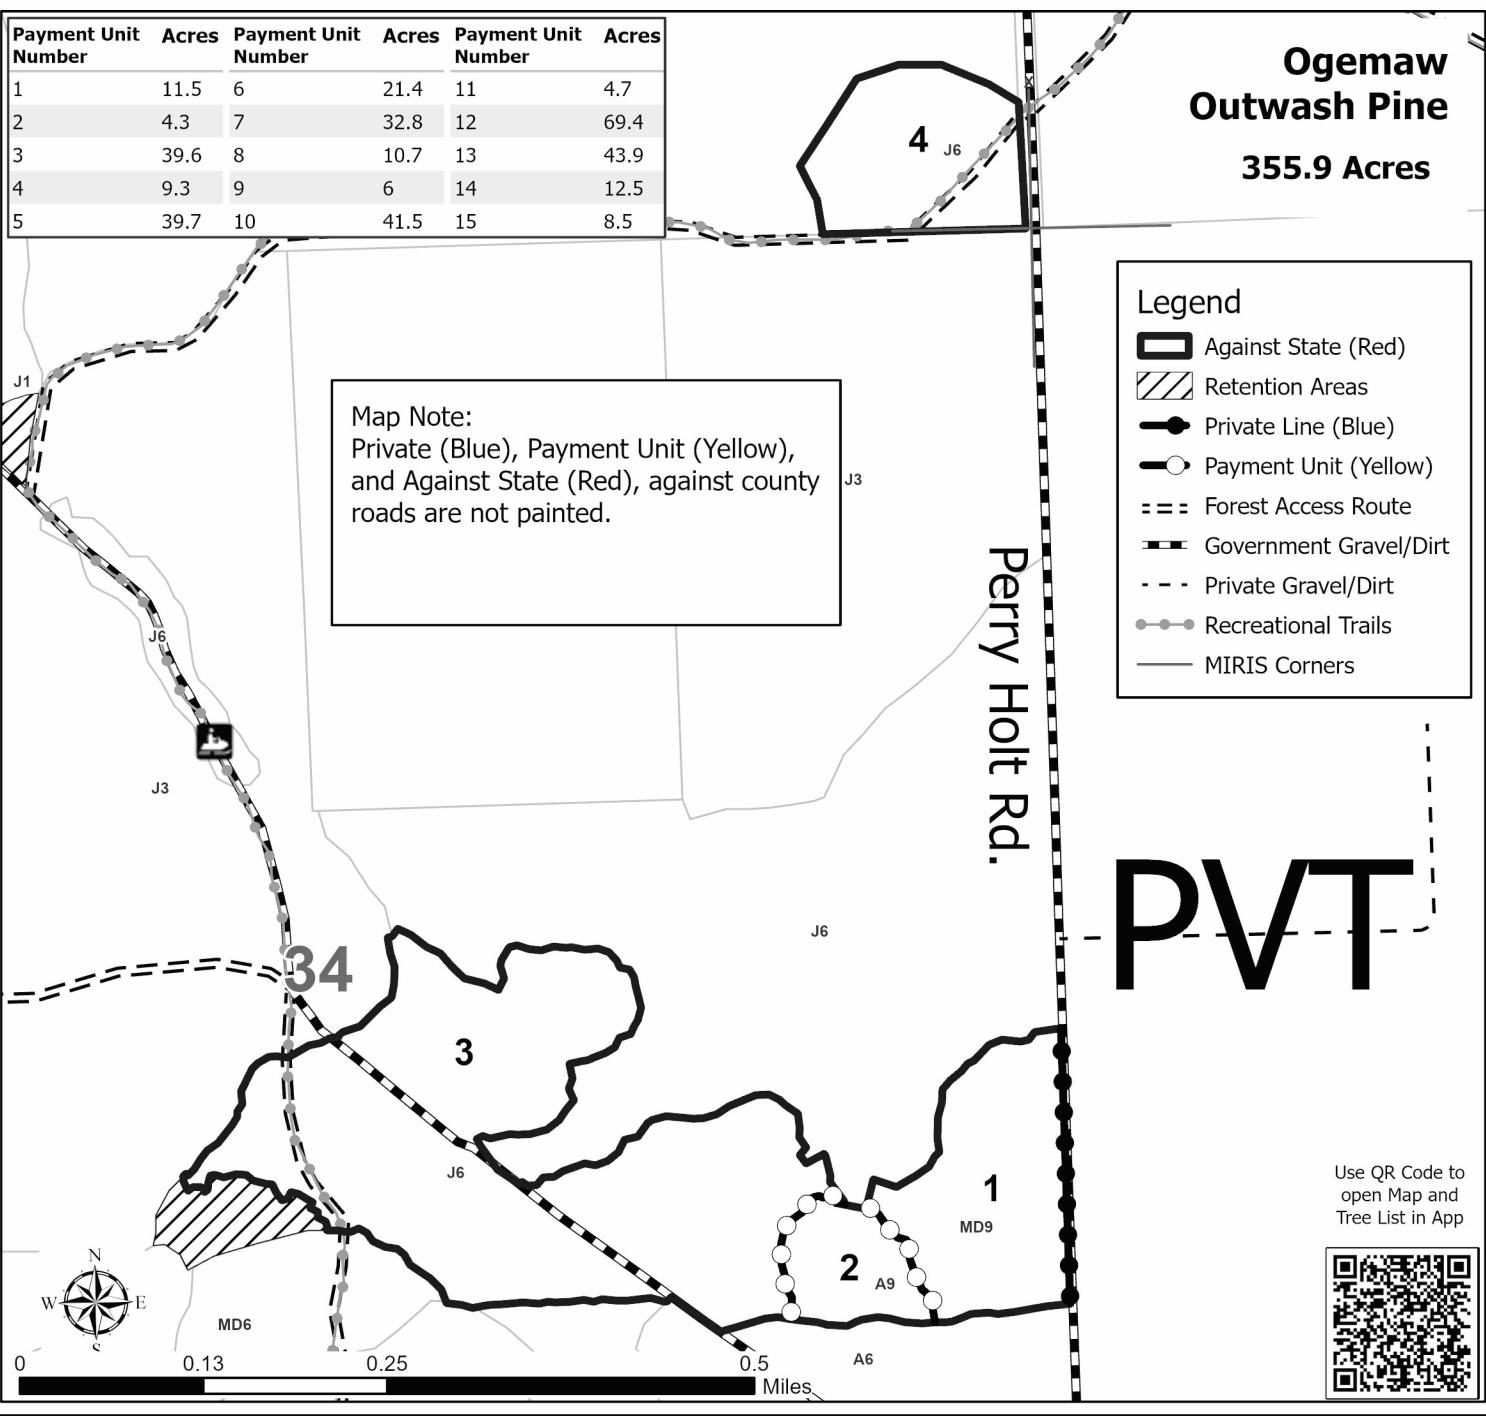 Payment Unit Number Acres Payment Unit Number Acres Payment Unit Number Acres
1 11.5 6 21.4 11 4.7
2 4.3 7 32.8 12 69.4
3 39.6 8 10.7 13 43.9
4 9.3 9 6 14 12.5
5 39.7 10 41.5 15 8.5
Ogemaw
Outwash Pine
355.9 Acres
4 J6
X
Legend
Against State (Red)
Retention Areas
Private Line (Blue)
Payment Unit (Yellow)
Forest Access Route
Government Gravel/Dirt
Private Gravel/Dirt
Recreational Trails
MIRIS Corners
J1
Map Note:
Private (Blue), Payment Unit (Yellow),
and Against State (Red), against county
roads are not painted.
J3
Perry Holt Rd.
J6
J3
PVT
J6
34
3
J6
1
MD9
2
A9
Use QR Code to
open Map and
Tree List in App
N
W E
S
MD6
A6
0 0.13 0.25 0.5
Miles